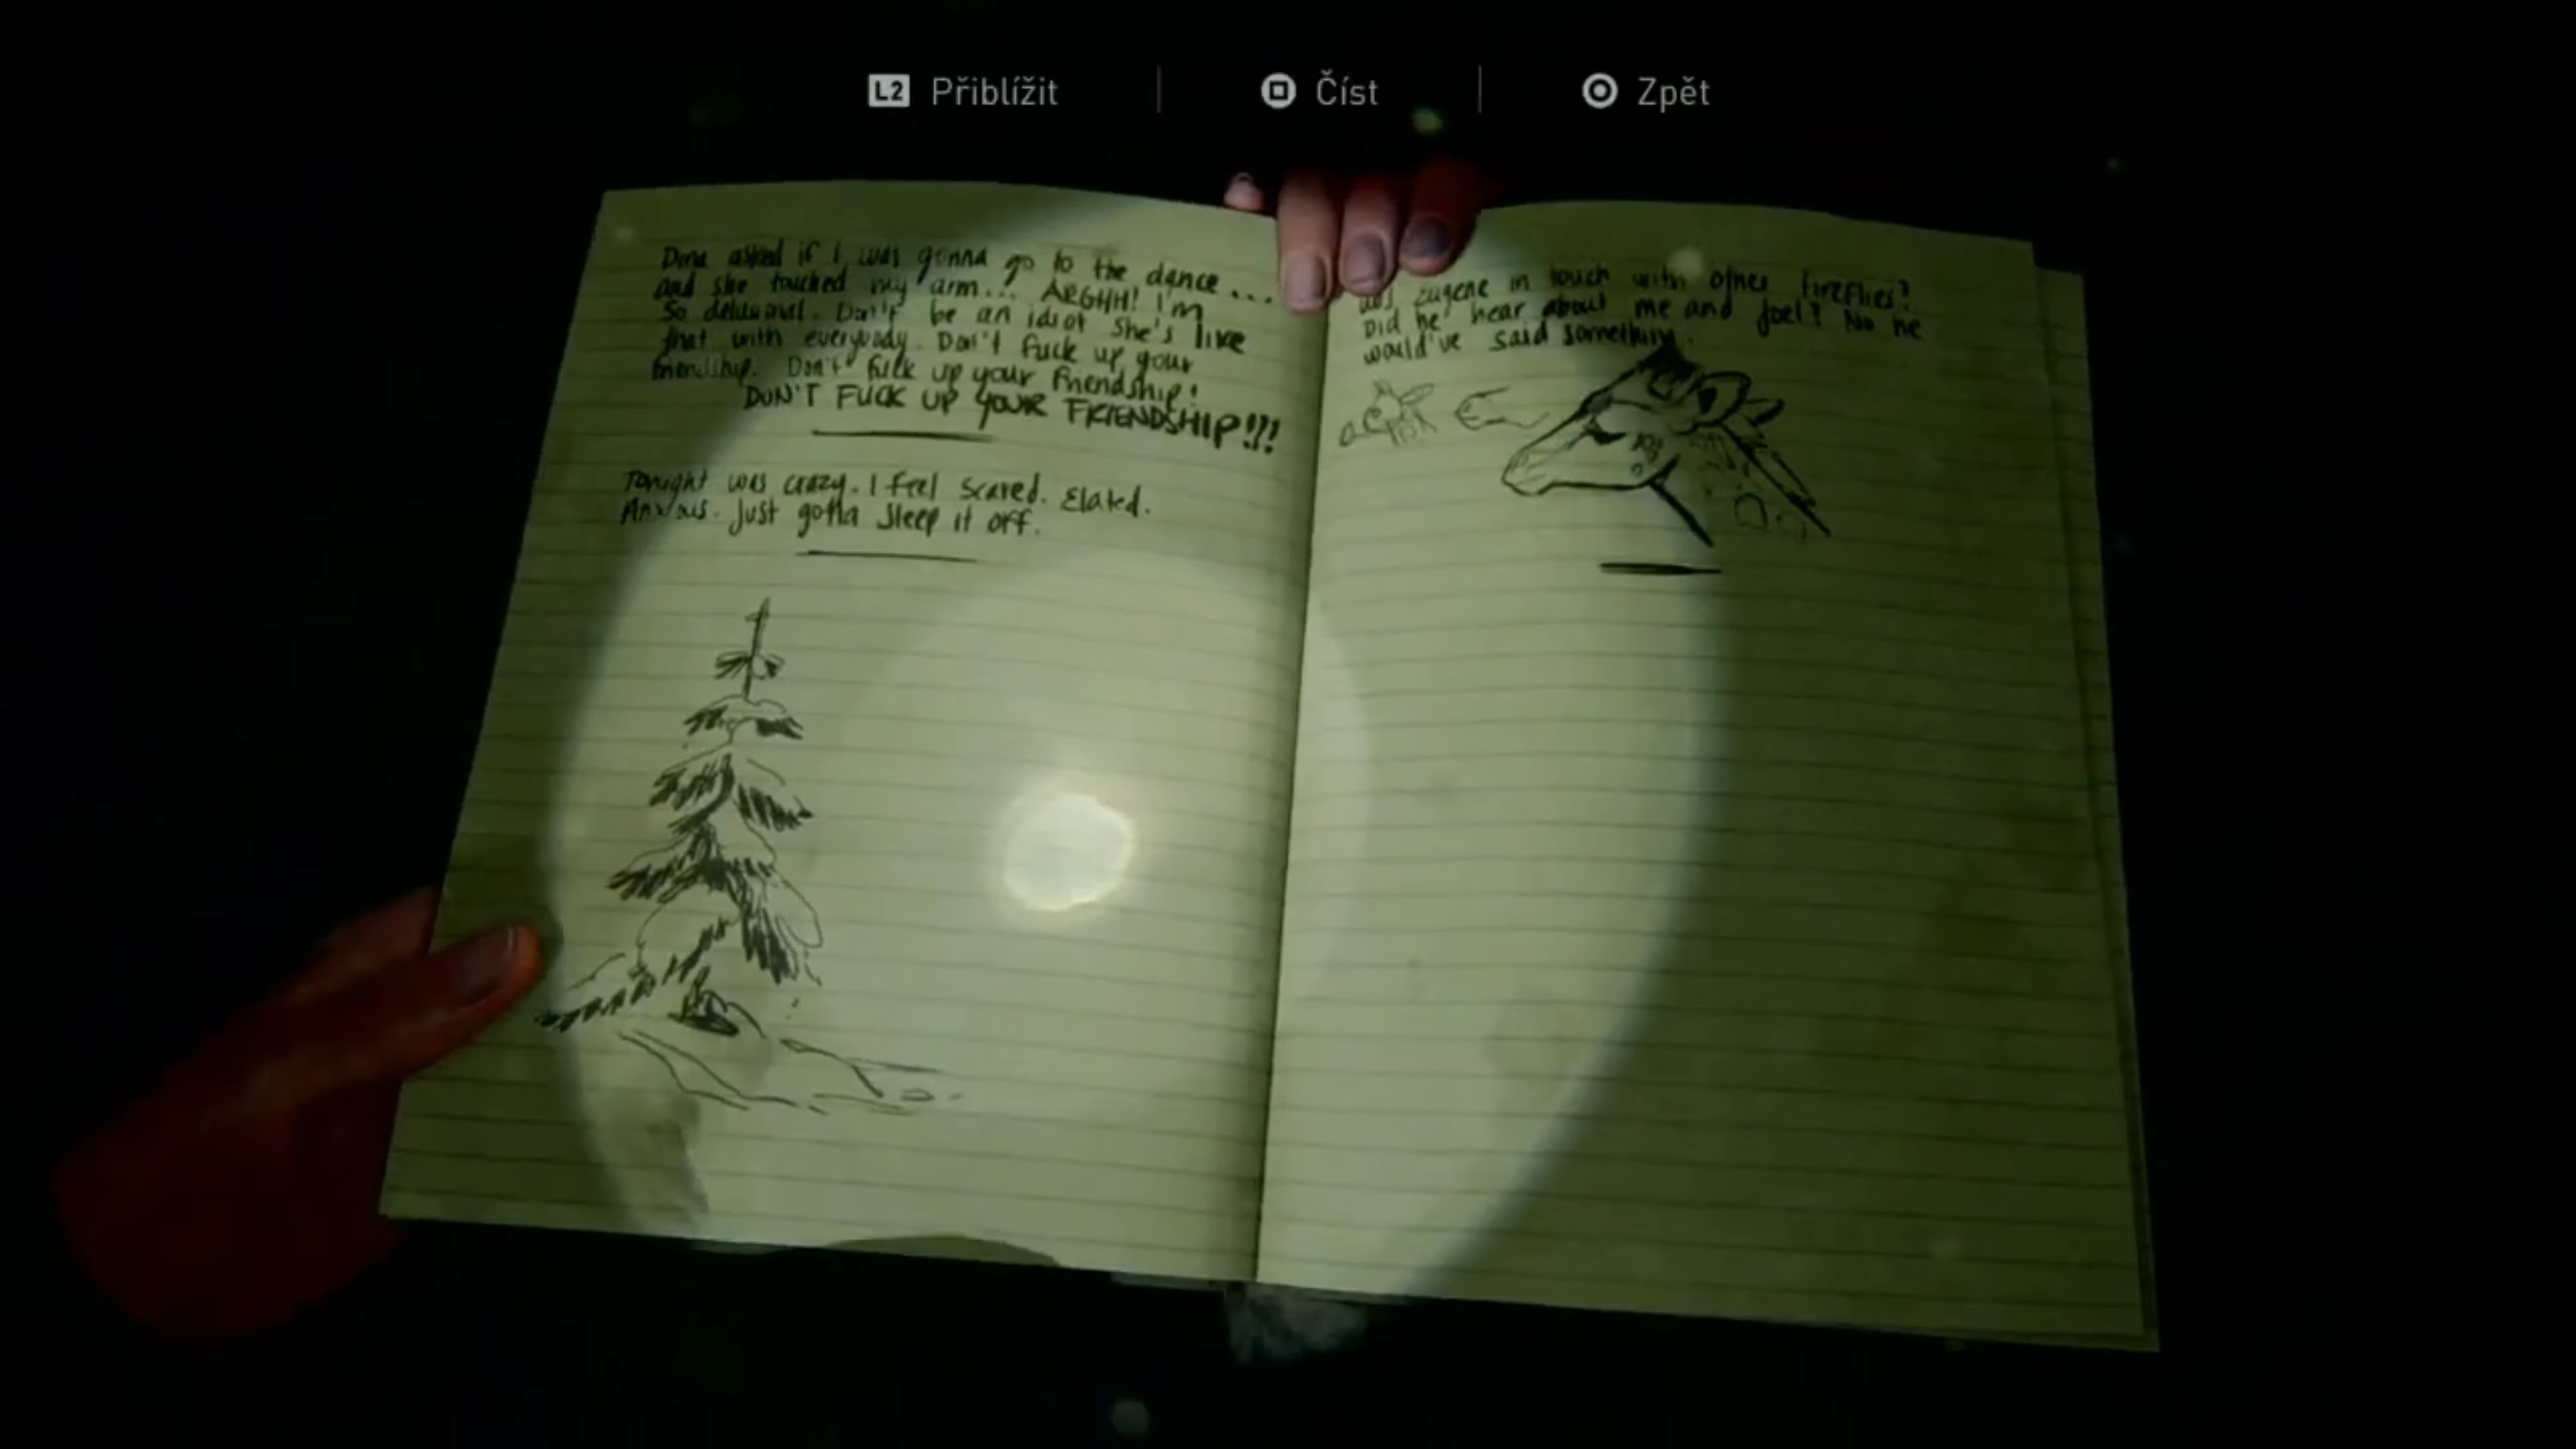 L2 Přiblížit
Číst
Zpět
Dina asked if I was gonna go to the dance...
and she touched my arm... ARGHH! I'm
so delusional. Don't be an idiot she's like
that with everybody. Don't fuck up your
friendship. Don't fuck up your friendship!
DON'T FUCK UP YOUR FRIENDSHIP!!!
Tonight was crazy. I feel scared. Elated.
Anxious. Just gotta sleep it off.
Was Eugene in touch with other fireflies?
Did he hear about me and Joel? No he
would've said something.